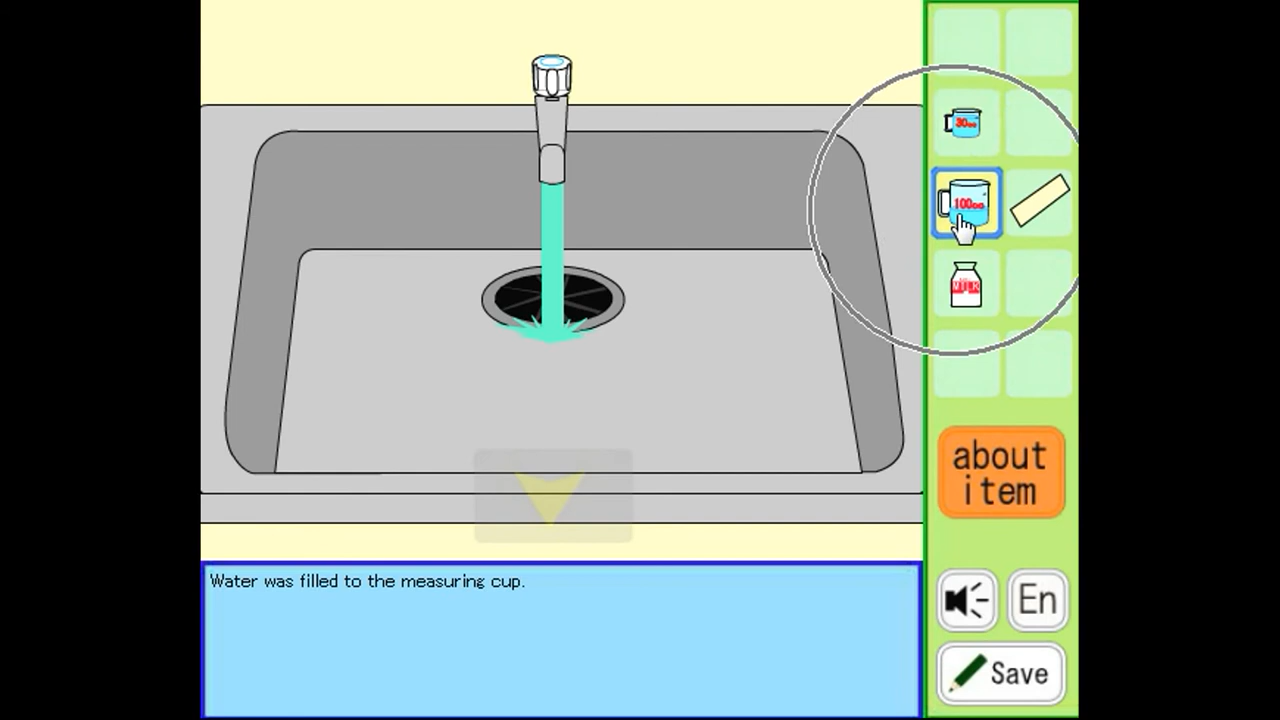 30cc
100cc
MILK
about
item
Water was filled to the measuring cup.
En
Save